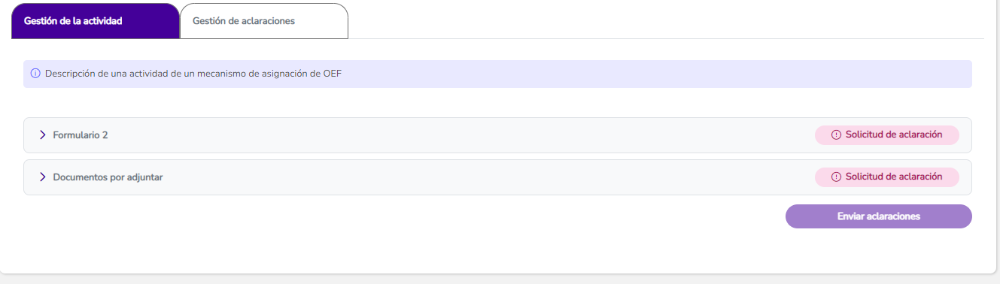 Gestión de la actividad
Gestión de aclaraciones
Descripción de una actividad de un mecanismo de asignación de OEF
Formulario 2
Solicitud de aclaración
Documentos por adjuntar
Solicitud de aclaración
Enviar aclaraciones